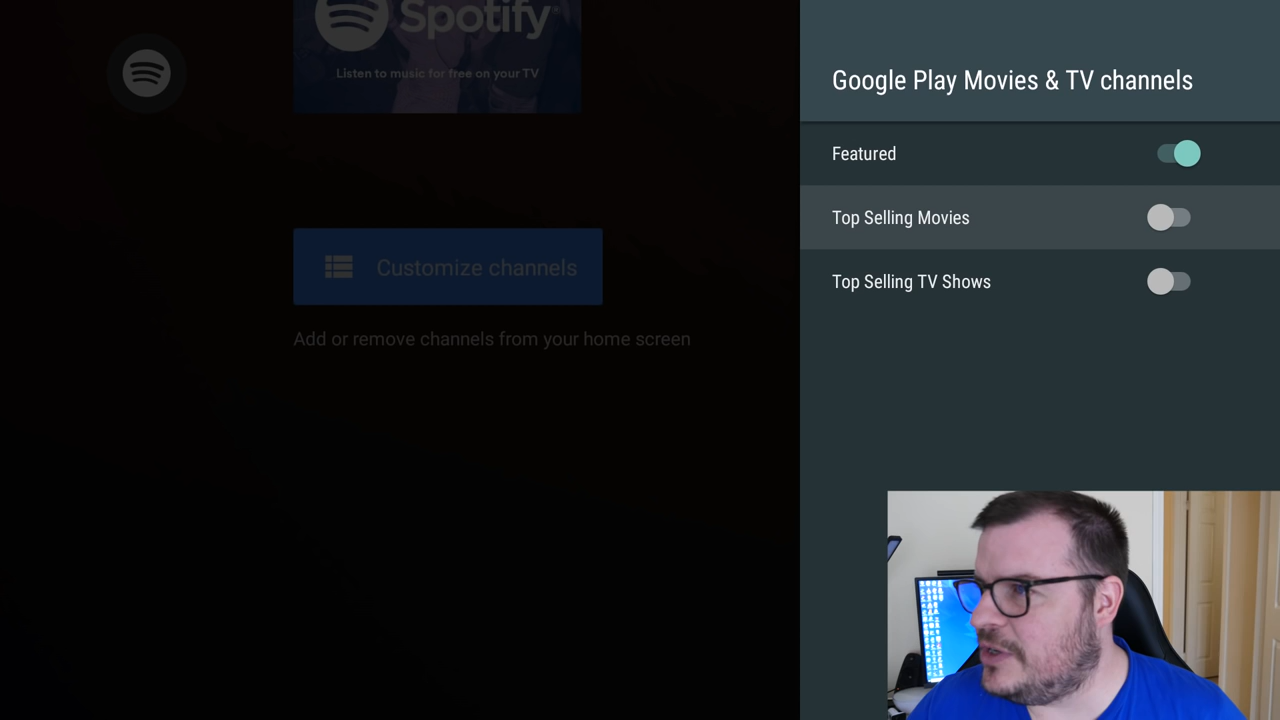 Spotify
Listen to music for free on your TV
Customize channels
Add or remove channels from your home screen
Google Play Movies & TV channels
Featured
Top Selling Movies
Top Selling TV Shows